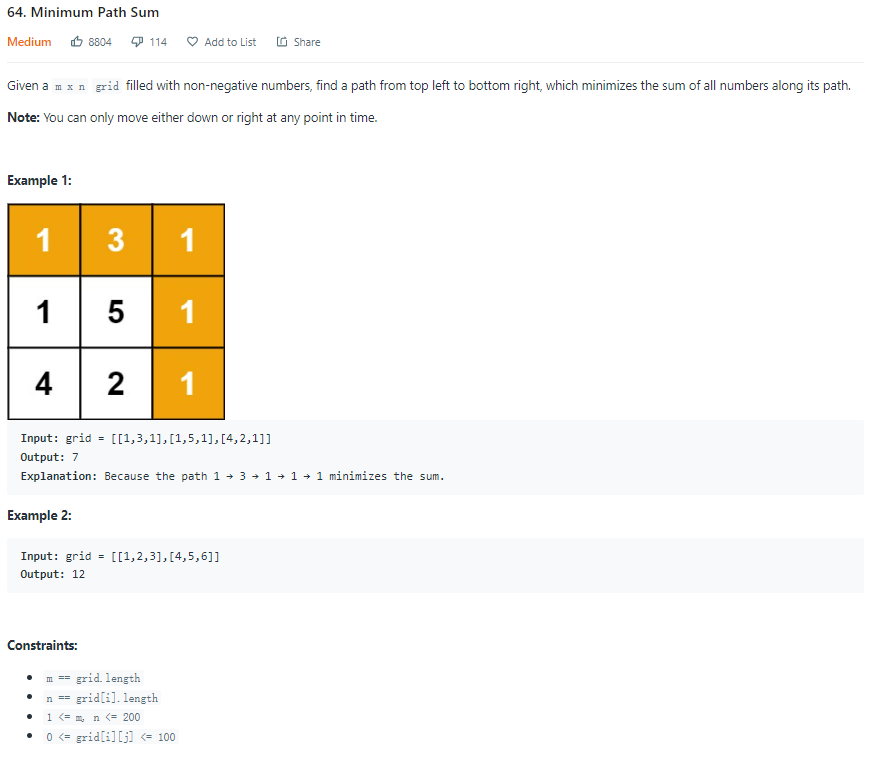 64. Minimum Path Sum
Medium 8804 114 Add to List Share
Given a m x n grid filled with non-negative numbers, find a path from top left to bottom right, which minimizes the sum of all numbers along its path.
Note: You can only move either down or right at any point in time.
Example 1:
1 3 1
1 5 1
4 2 1
Input: grid = [[1,3,1],[1,5,1],[4,2,1]]
Output: 7
Explanation: Because the path 1 → 3 → 1 → 1 → 1 minimizes the sum.
Example 2:
Input: grid = [[1,2,3],[4,5,6]]
Output: 12
Constraints:
• m == grid.length
• n == grid[i].length
• 1 <= m, n <= 200
• 0 <= grid[i][j] <= 100